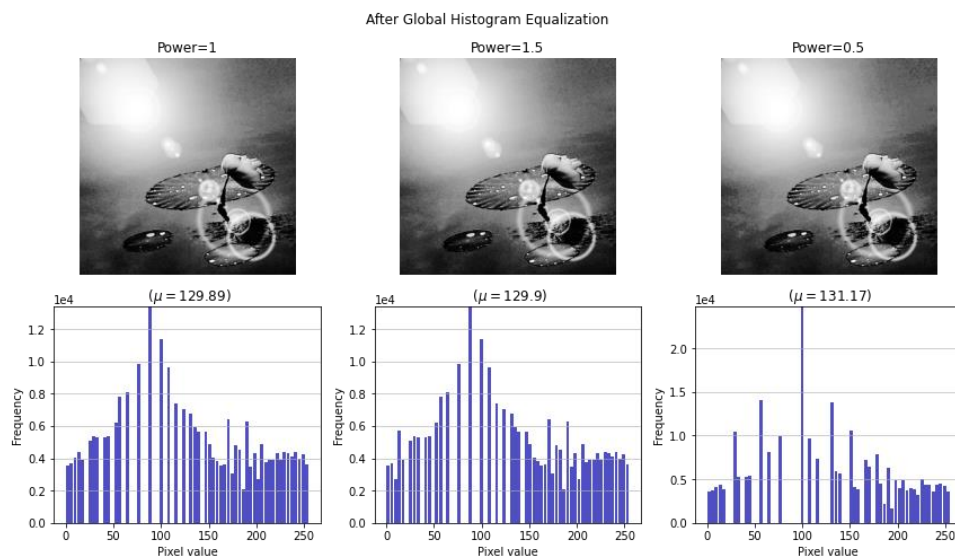 After Global Histogram Equalization
Power=1
Power=1.5
Power=0.5
(μ = 129.89)
(μ = 129.9)
(μ = 131.17)
1e4
1.2
1.0
0.8
0.6
0.4
0.2
0.0
Frequency
0 50 100 150 200 250
Pixel value
1e4
1.2
1.0
0.8
0.6
0.4
0.2
0.0
Frequency
0 50 100 150 200 250
Pixel value
1e4
2.0
1.5
1.0
0.5
0.0
Frequency
0 50 100 150 200 250
Pixel value